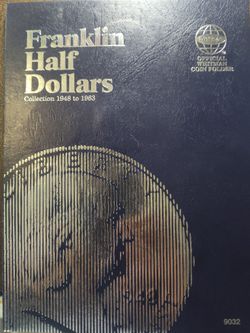 Franklin
Half
Dollars
Collection 1948 to 1963
OFFICIAL
WHITMAN
COIN FOLDER
9032